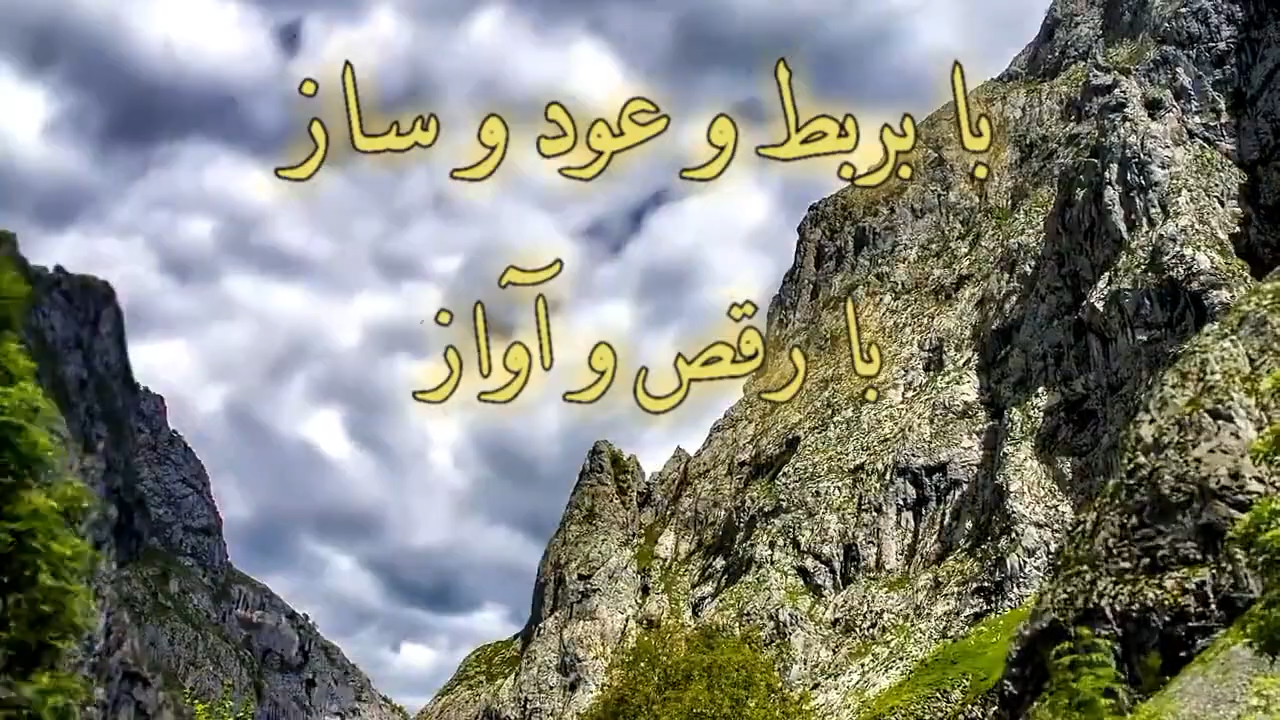 با بربط و عود و ساز
با رقص و آواز